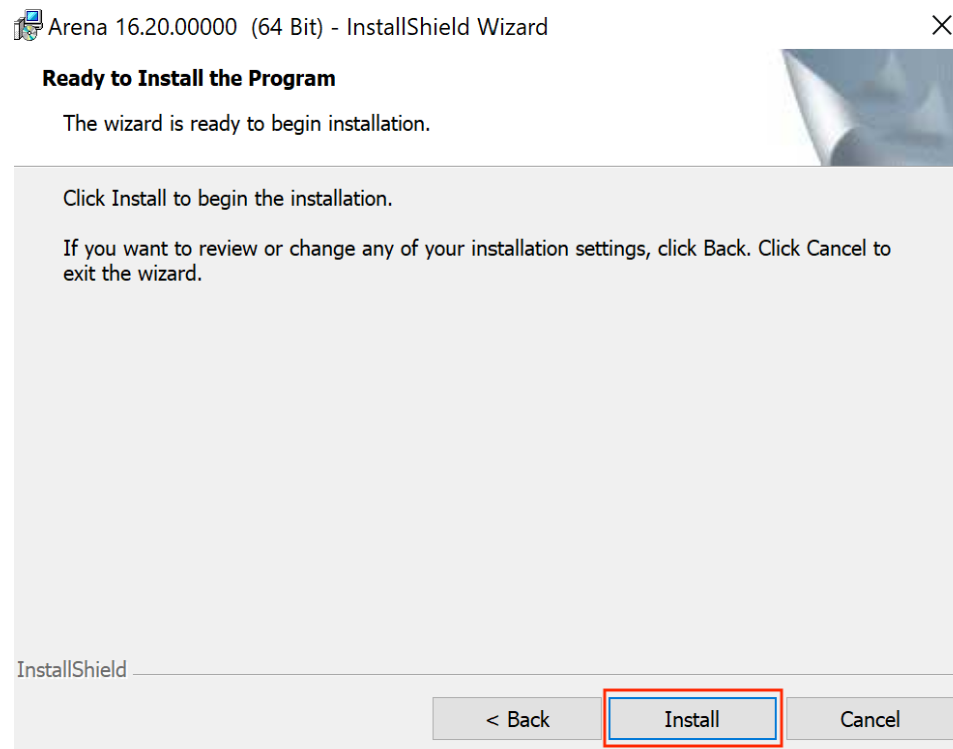 Arena 16.20.00000 (64 Bit) - InstallShield Wizard
Ready to Install the Program
The wizard is ready to begin installation.
Click Install to begin the installation.
If you want to review or change any of your installation settings, click Back. Click Cancel to
exit the wizard.
InstallShield
< Back Install Cancel